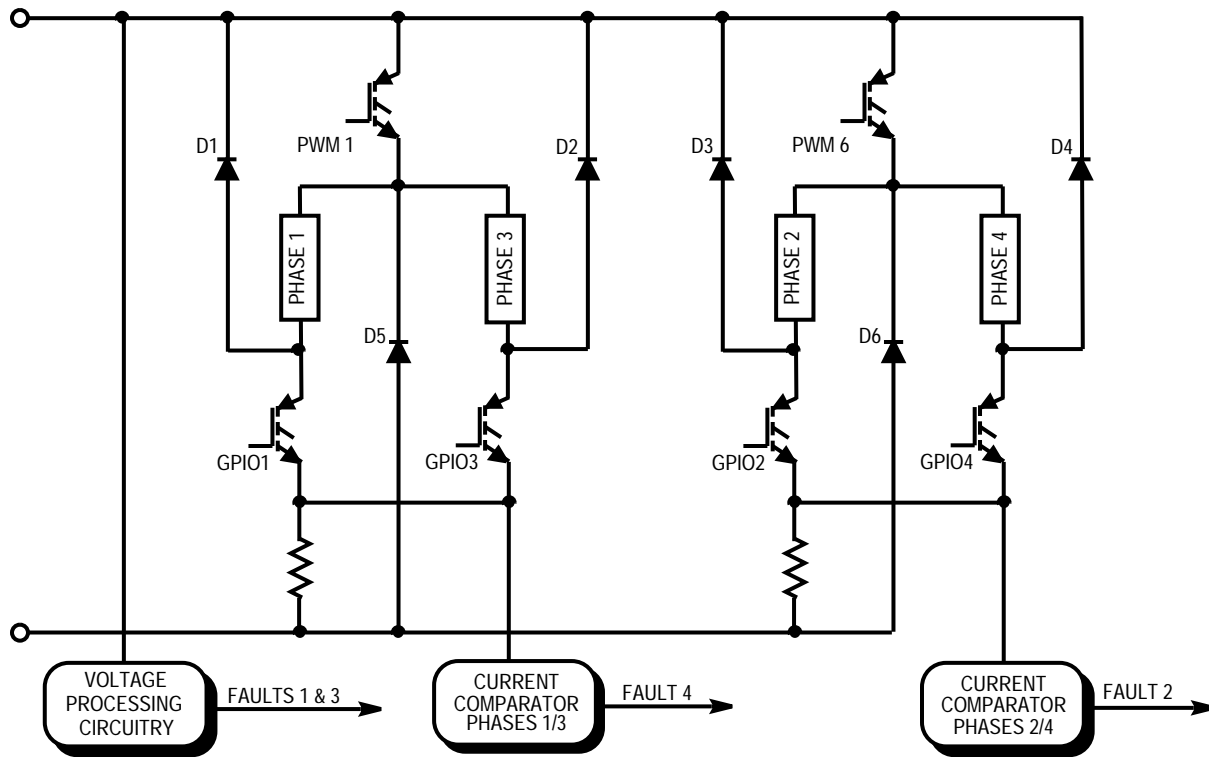 D1
PWM 1
D2
D3
PWM 6
D4
PHASE 1
PHASE 3
PHASE 2
PHASE 4
D5
D6
GPIO1
GPIO3
GPIO2
GPIO4
VOLTAGE
PROCESSING
CIRCUITRY
FAULTS 1 & 3
CURRENT
COMPARATOR
PHASES 1/3
FAULT 4
CURRENT
COMPARATOR
PHASES 2/4
FAULT 2